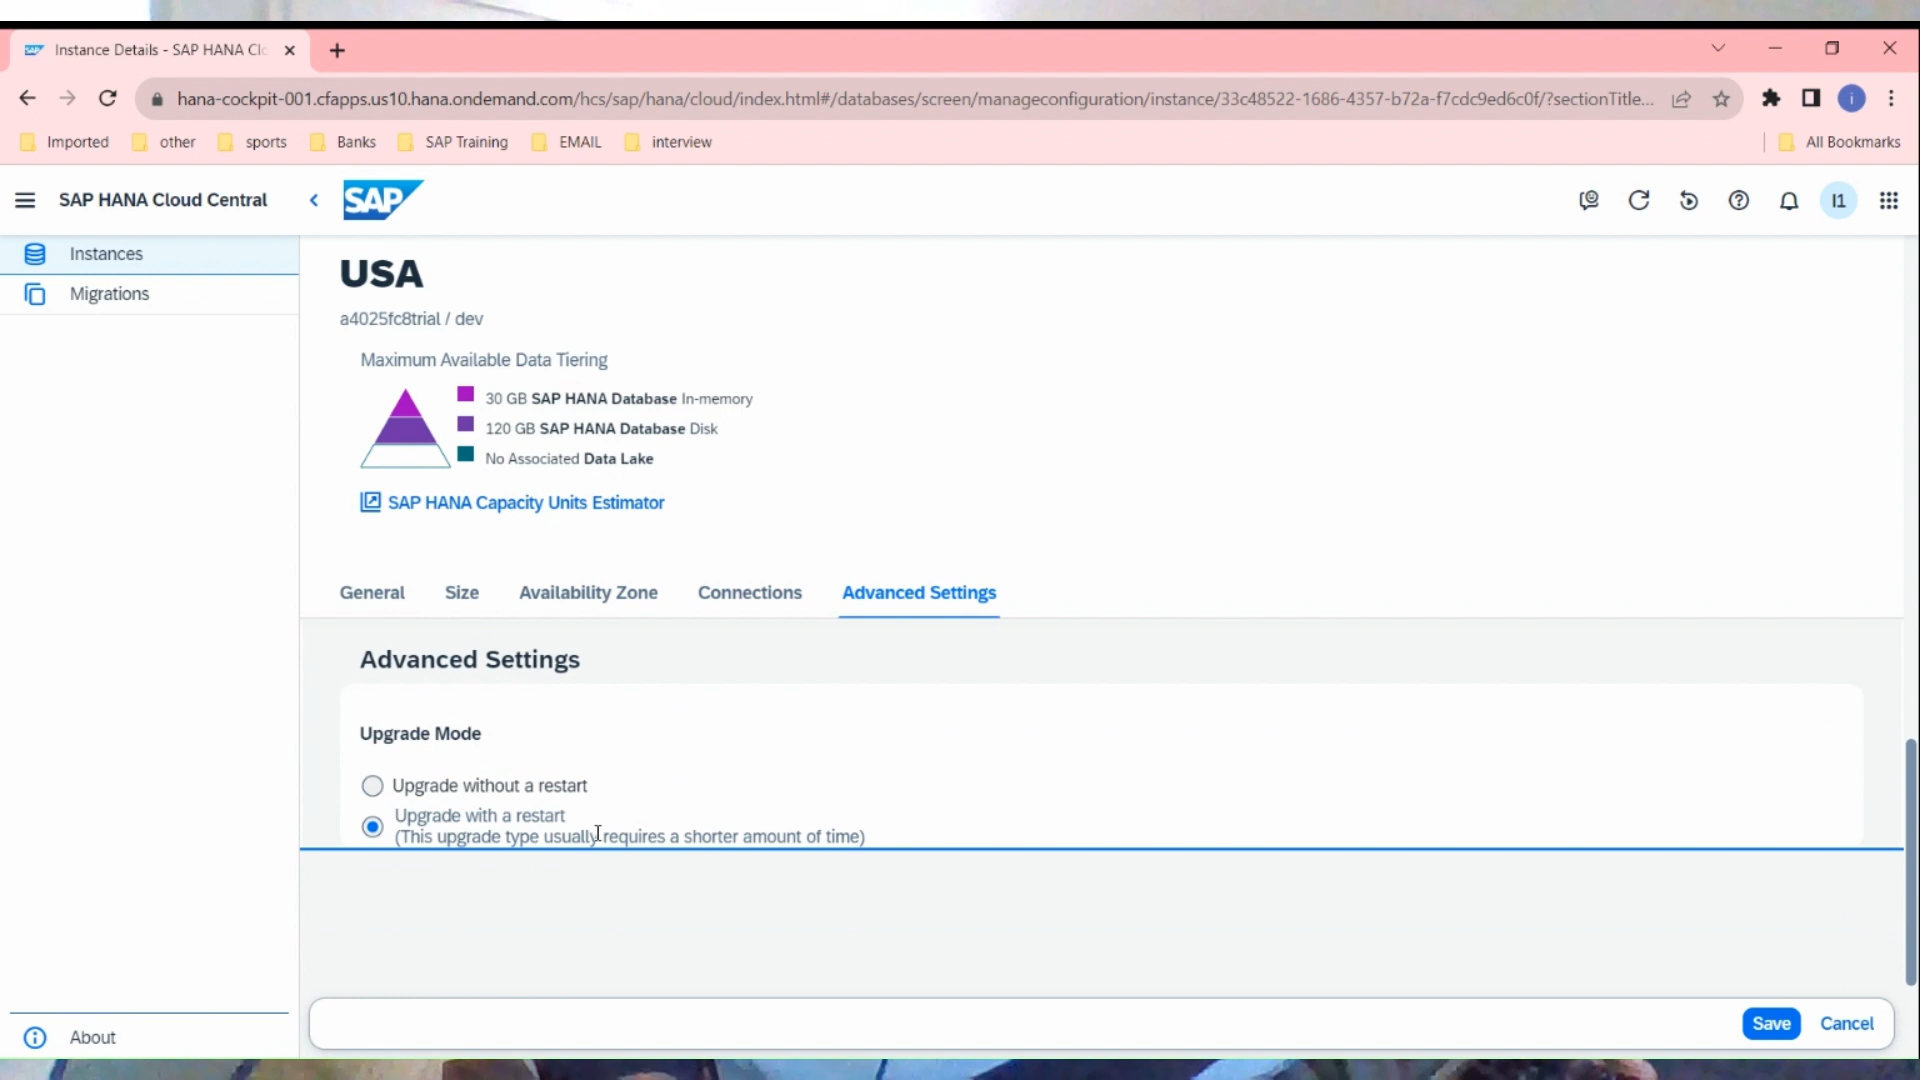 Instance Details - SAP HANA Clo
hana-cockpit-001.cfapps.us10.hana.ondemand.com/hcs/sap/hana/cloud/index.html#/databases/screen/manageconfiguration/instance/33c48522-1686-4357-b72a-f7cdc9ed6c0f/?sectionTitle...
i
Imported other sports Banks SAP Training EMAIL interview All Bookmarks
SAP HANA Cloud Central SAP I1
Instances
Migrations
USA
a4025fc8trial / dev
Maximum Available Data Tiering
30 GB SAP HANA Database In-memory
120 GB SAP HANA Database Disk
No Associated Data Lake
SAP HANA Capacity Units Estimator
General Size Availability Zone Connections Advanced Settings
Advanced Settings
Upgrade Mode
Upgrade without a restart
Upgrade with a restart
(This upgrade type usually requires a shorter amount of time)
Save Cancel
About